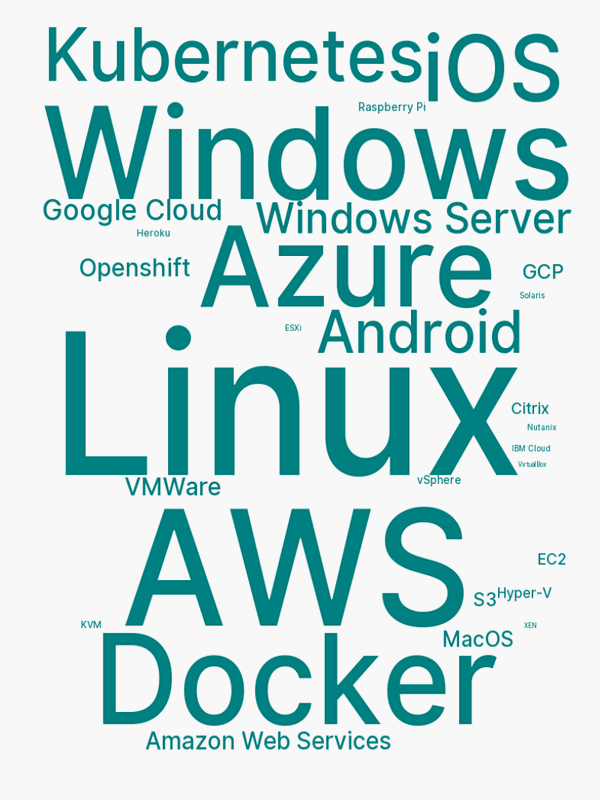 Kubernetes iOS
Raspberry Pi
Windows
Google Cloud Windows Server
Heroku
Openshift Azure GCP
Solaris
ESXi Android
Linux
Citrix
Nutanix
IBM Cloud
VirtualBox
VMWare vSphere
AWS
EC2
S3 Hyper-V
KVM XEN
MacOS
Docker
Amazon Web Services